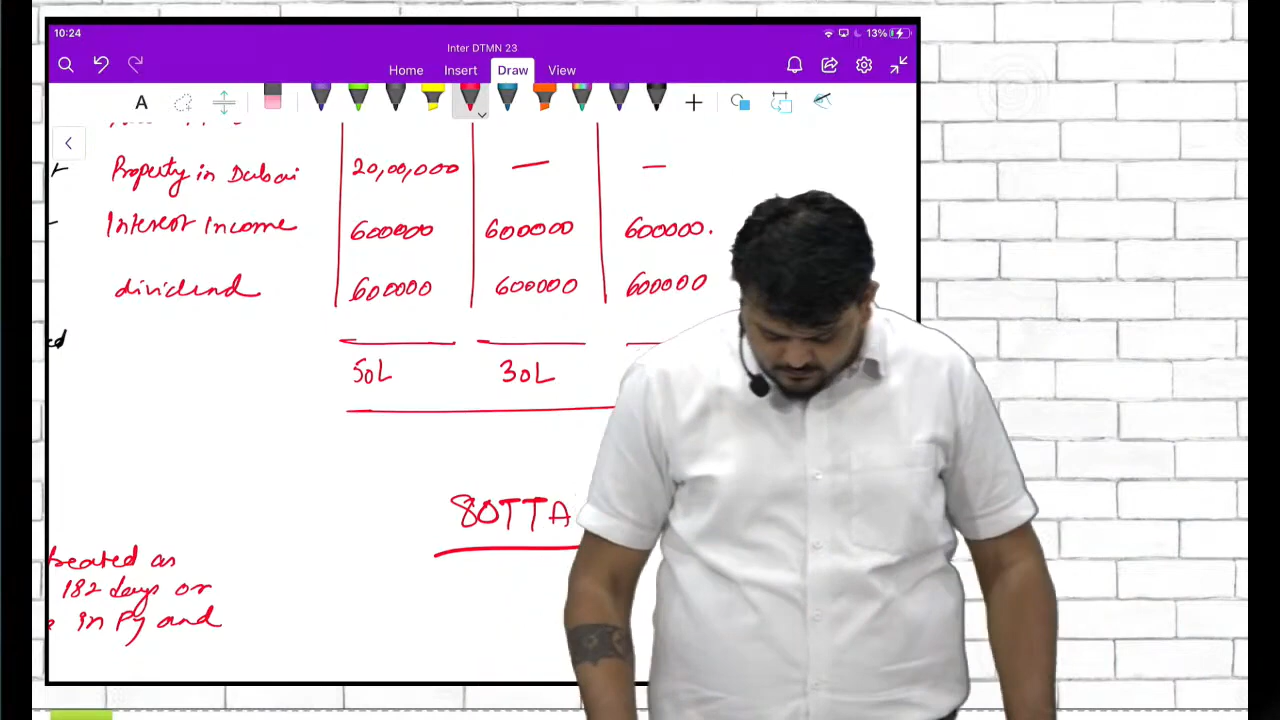 10:24
13%
Inter DTMN 23
Home Insert Draw View
A
Property in Dubai 20,00,000 — —
Interest Income 600000 600000 600000.
dividend 600000 600000 600000
ed
50L 30L
80TTA
treated as
182 days or
in Py and